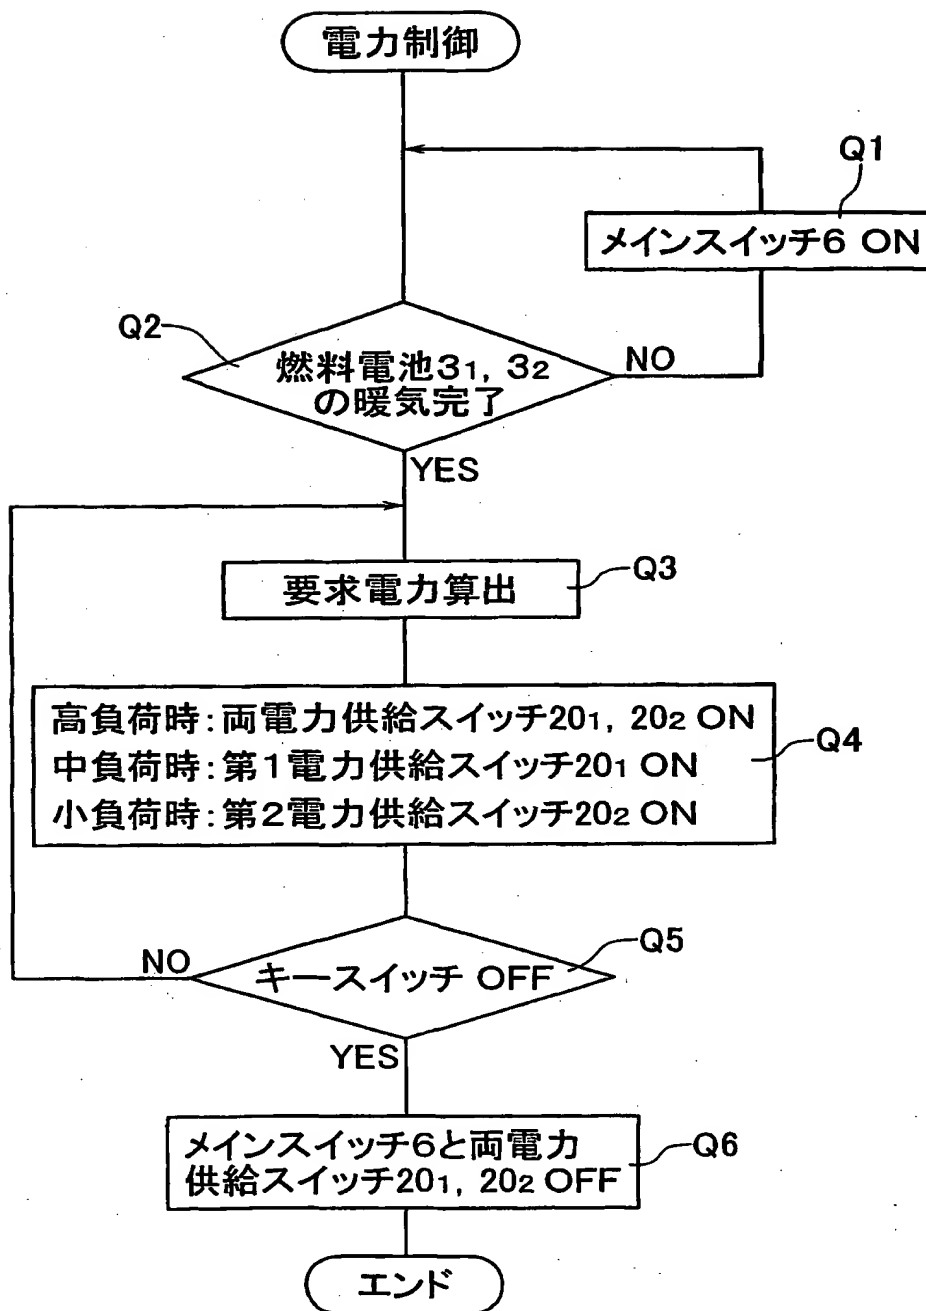 電力制御
Q1
メインスイッチ6 ON
Q2
燃料電池3₁, 3₂
の暖気完了
NO
YES
要求電力算出
Q3
高負荷時:両電力供給スイッチ20₁, 20₂ ON
中負荷時:第1電力供給スイッチ20₁ ON
小負荷時:第2電力供給スイッチ20₂ ON
Q4
NO
キースイッチ OFF
Q5
YES
メインスイッチ6と両電力
供給スイッチ20₁, 20₂ OFF
Q6
エンド